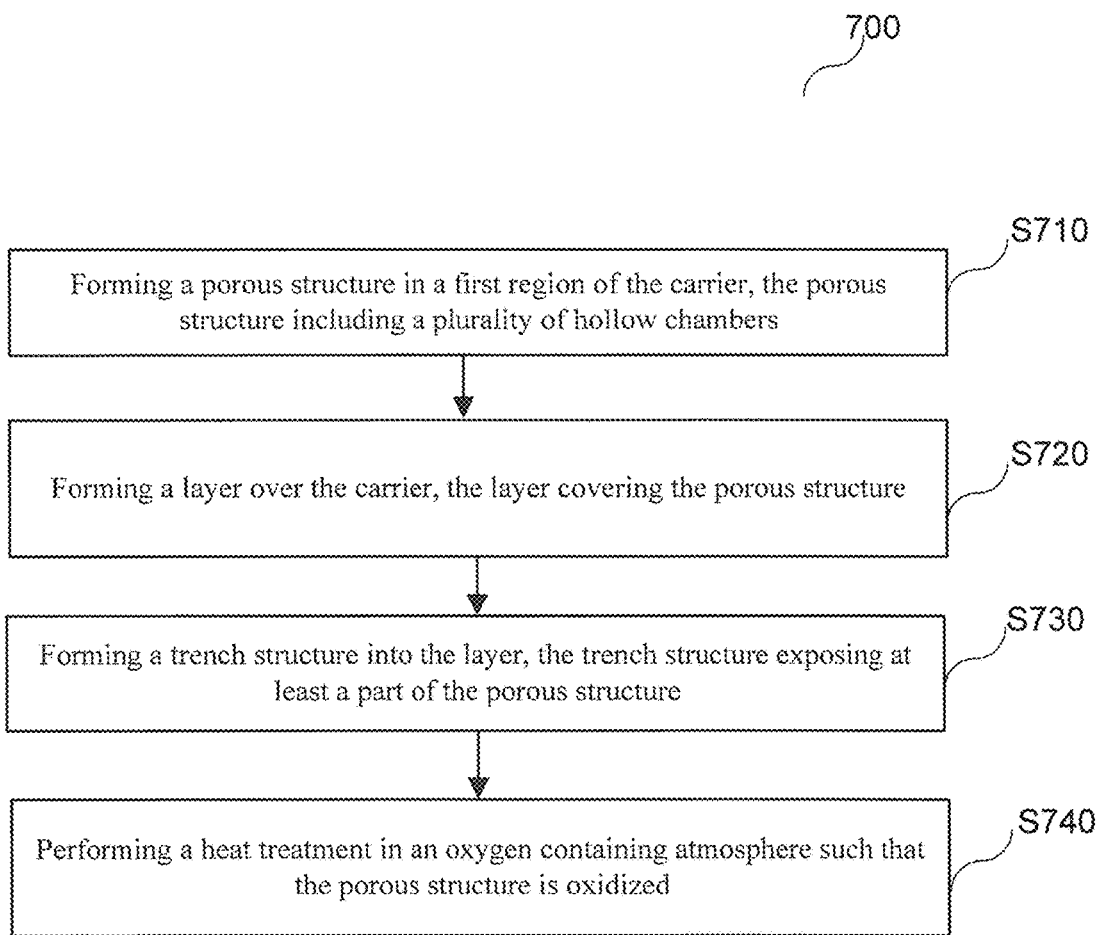 700
S710
Forming a porous structure in a first region of the carrier, the porous
structure including a plurality of hollow chambers
S720
Forming a layer over the carrier, the layer covering the porous structure
S730
Forming a trench structure into the layer, the trench structure exposing at
least a part of the porous structure
S740
Performing a heat treatment in an oxygen containing atmosphere such that
the porous structure is oxidized